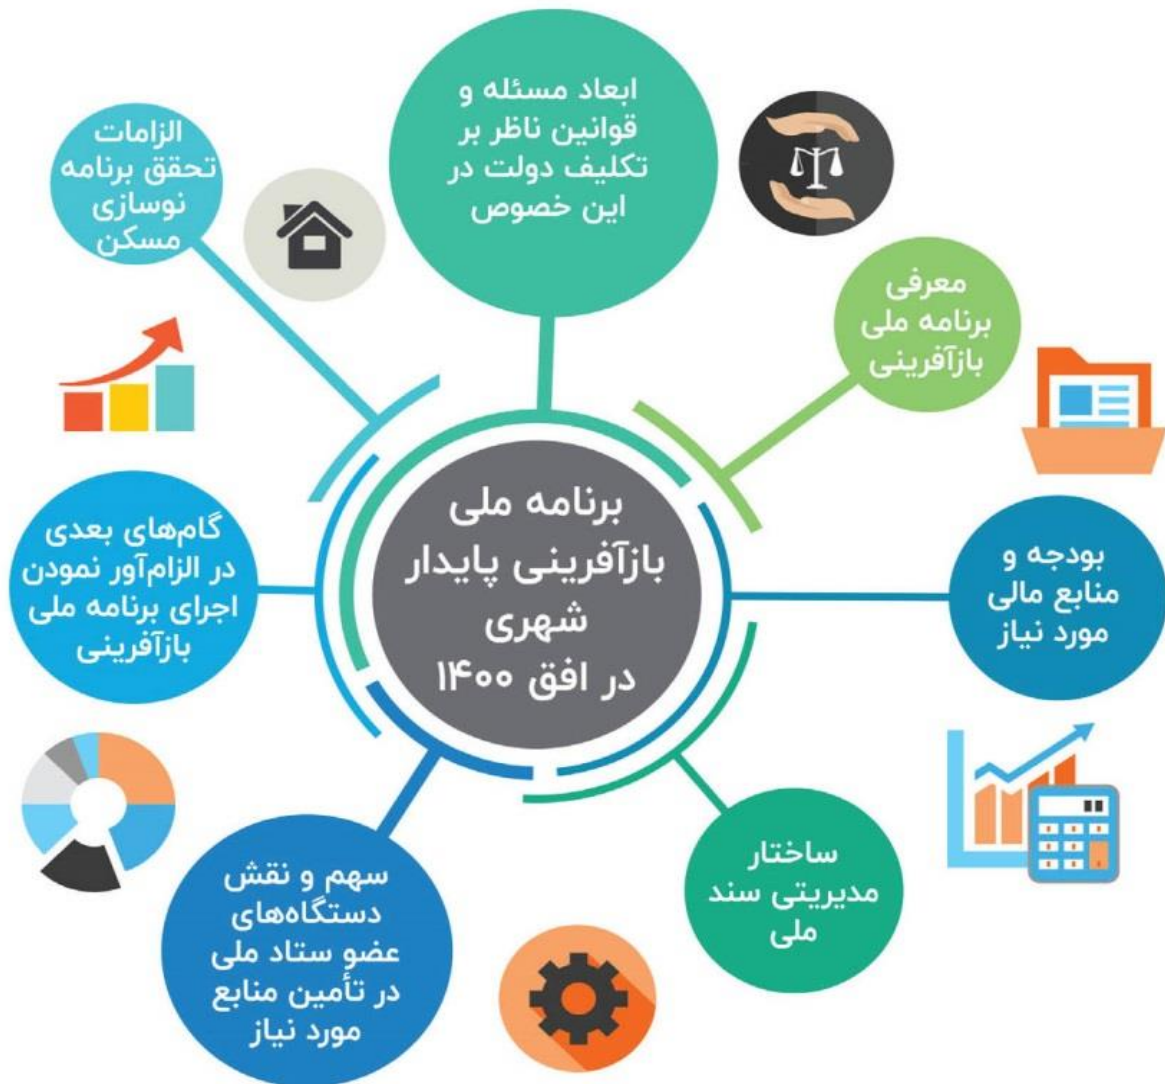 برنامه ملی
بازآفرینی پایدار
شهری
در افق ۱۴۰۰
ابعاد مسئله و
قوانین ناظر بر
تکلیف دولت در
این خصوص
معرفی
برنامه ملی
بازآفرینی
بودجه و
منابع مالی
مورد نیاز
ساختار
مدیریتی سند
ملی
سهم و نقش
دستگاه‌های
عضو ستاد ملی
در تأمین منابع
مورد نیاز
گام‌های بعدی
در الزام‌آور نمودن
اجرای برنامه ملی
بازآفرینی
الزامات
تحقق برنامه
نوسازی
مسکن